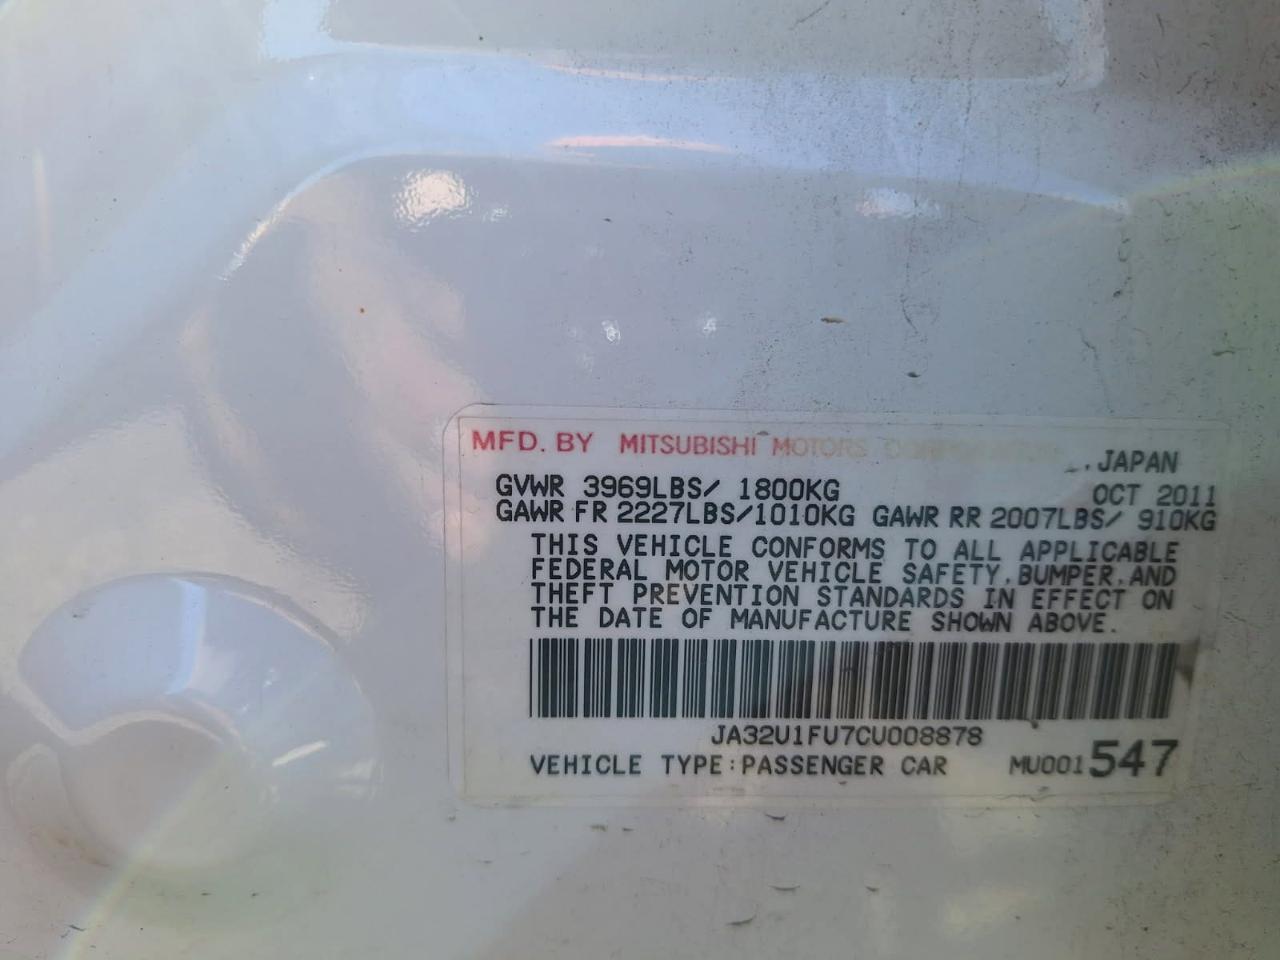 MFD. BY MITSUBISHI MOTORS CORPORATION
JAPAN
GVWR 3969LBS/ 1800KG OCT 2011
GAWR FR 2227LBS/1010KG GAWR RR 2007LBS/ 910KG
THIS VEHICLE CONFORMS TO ALL APPLICABLE
FEDERAL MOTOR VEHICLE SAFETY, BUMPER, AND
THEFT PREVENTION STANDARDS IN EFFECT ON
THE DATE OF MANUFACTURE SHOWN ABOVE.
JA32U1FU7CU008878
VEHICLE TYPE:PASSENGER CAR MU001547